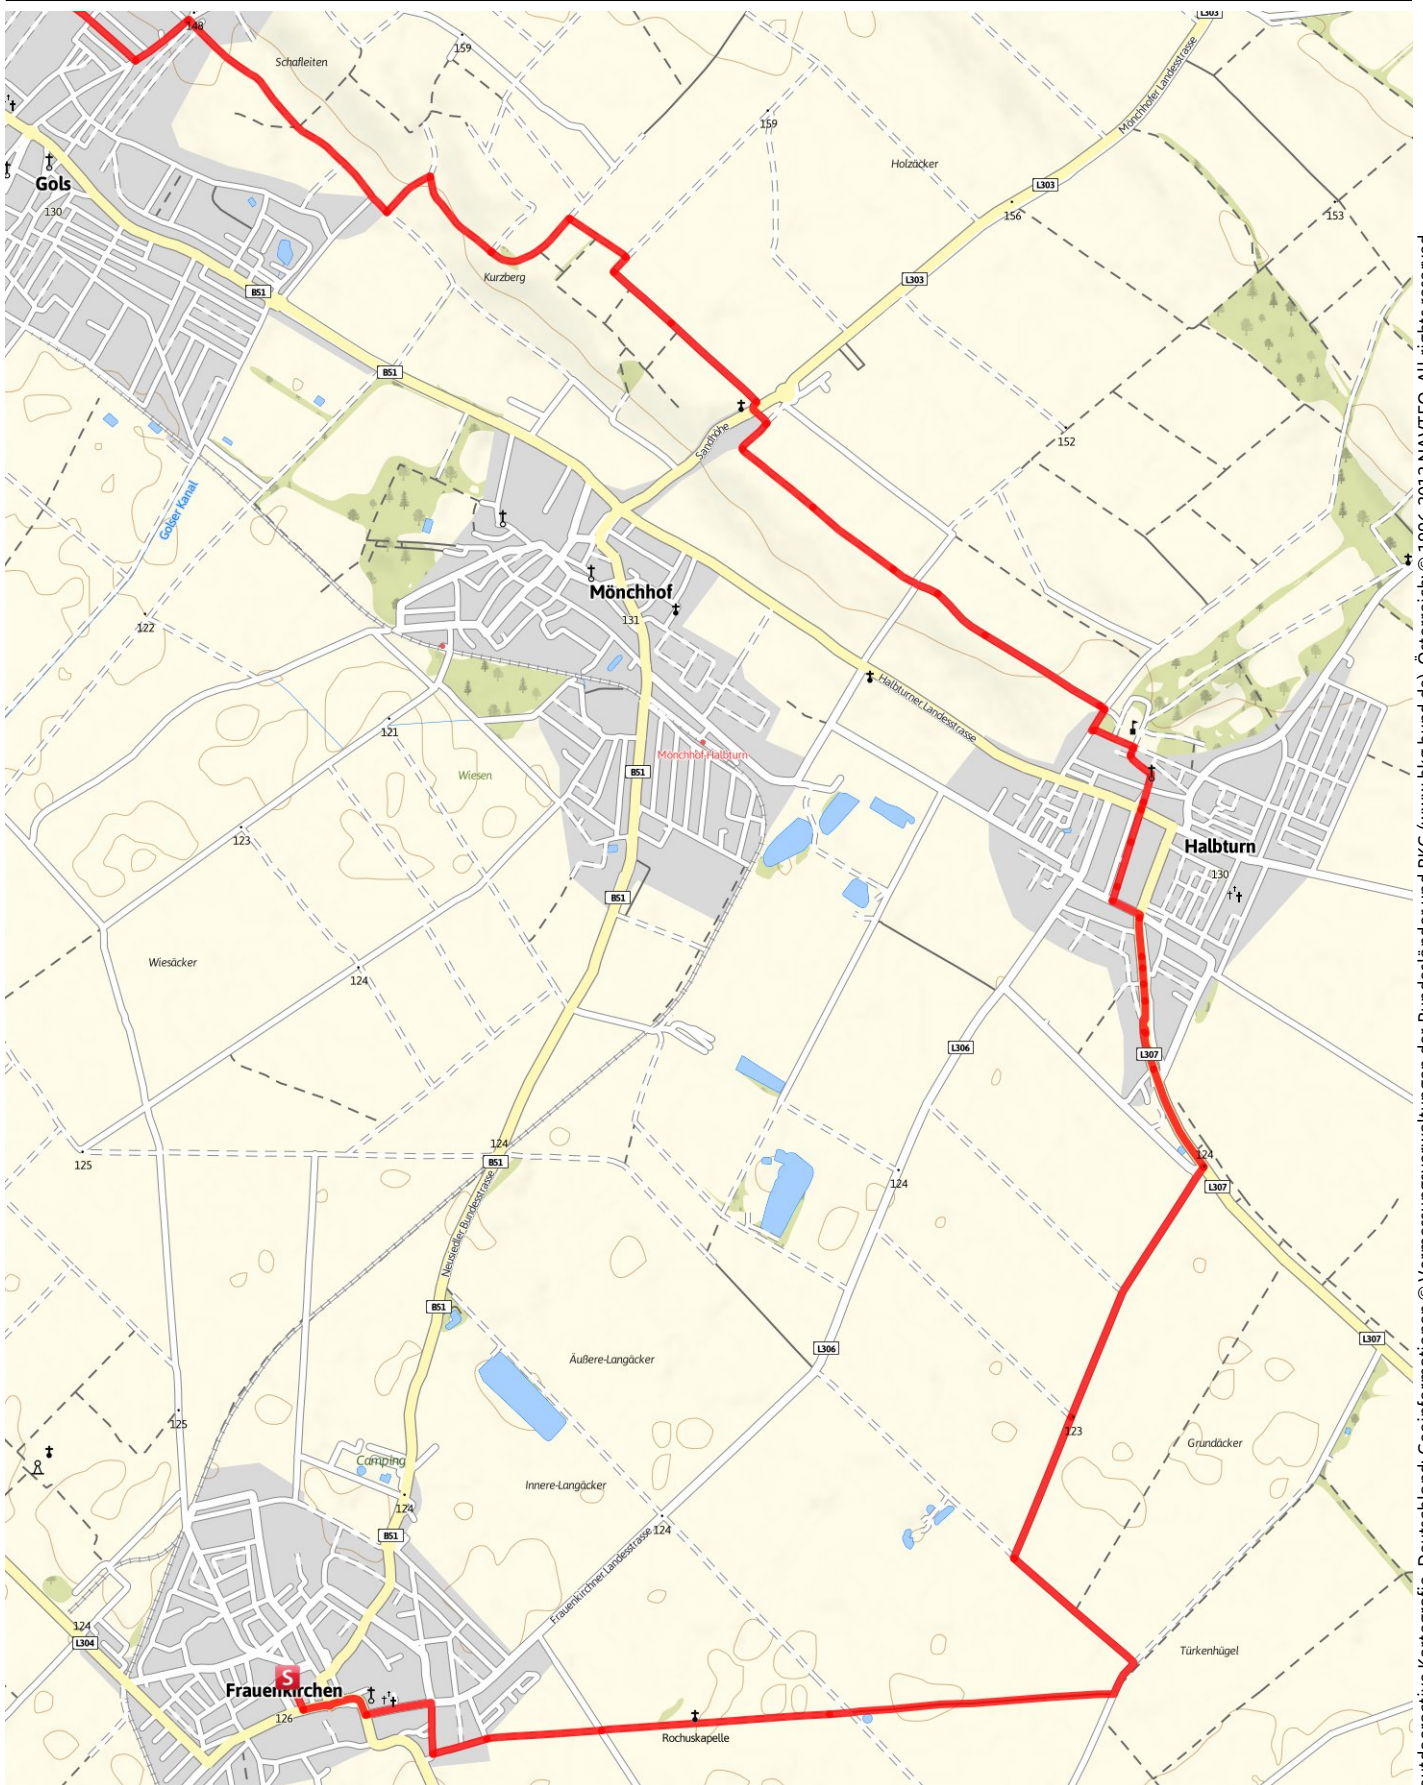 L303
148
Schafleiten
159
Mönchhofer Landesstrasse
159
Holzäcker
L303
Gols
130
156
153
Kurzberg
L303
B51
B51
Sandhöhe
152
Golser Kanal
Mönchhof
131
122
Halbturner Landesstrasse
121
Mönchhof-Halbturn
Wiesen
B51
123
Halbturn
130
B51
Wiesäcker
124
L306
L307
124
B51
125
124
124
L307
Neusiedler Bundesstrasse
B51
L307
L306
Äußere-Langäcker
125
123
Grundäcker
Camping
Innere-Langäcker
124
124
B51
Frauenkirchner Landesstrasse
124
L304
Türkenhügel
S
Frauenkirchen
126
Rochuskapelle